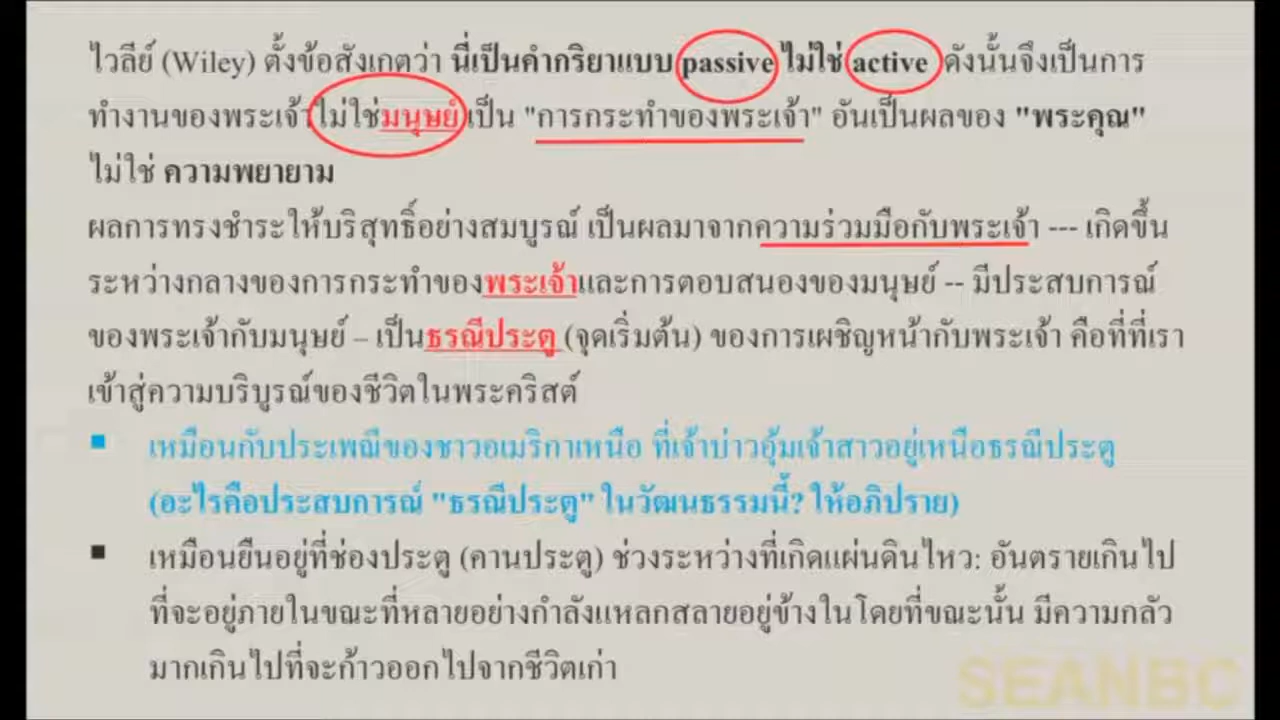 ไวลีย์ (Wiley) ตั้งข้อสังเกตว่า นี่เป็นคำกริยาแบบ passive ไม่ใช่ active ดังนั้นจึงเป็นการ
ทำงานของพระเจ้า ไม่ใช่มนุษย์ เป็น "การกระทำของพระเจ้า" อันเป็นผลของ "พระคุณ"
ไม่ใช่ ความพยายาม
ผลการทรงชำระให้บริสุทธิ์อย่างสมบูรณ์ เป็นผลมาจากความร่วมมือกับพระเจ้า --- เกิดขึ้น
ระหว่างกลางของการกระทำของพระเจ้าและการตอบสนองของมนุษย์ -- มีประสบการณ์
ของพระเจ้ากับมนุษย์ – เป็นธรณีประตู (จุดเริ่มต้น) ของการเผชิญหน้ากับพระเจ้า คือที่ที่เรา
เข้าสู่ความบริบูรณ์ของชีวิตในพระคริสต์
▪ เหมือนกับประเพณีของชาวอเมริกาเหนือ ที่เจ้าบ่าวอุ้มเจ้าสาวอยู่เหนือธรณีประตู
(อะไรคือประสบการณ์ "ธรณีประตู" ในวัฒนธรรมนี้? ให้อภิปราย)
▪ เหมือนยืนอยู่ที่ช่องประตู (คานประตู) ช่วงระหว่างที่เกิดแผ่นดินไหว: อันตรายเกินไป
ที่จะอยู่ภายในขณะที่หลายอย่างกำลังแหลกสลายอยู่ข้างในโดยที่ขณะนั้น มีความกลัว
มากเกินไปที่จะก้าวออกไปจากชีวิตเก่า
SEANBC